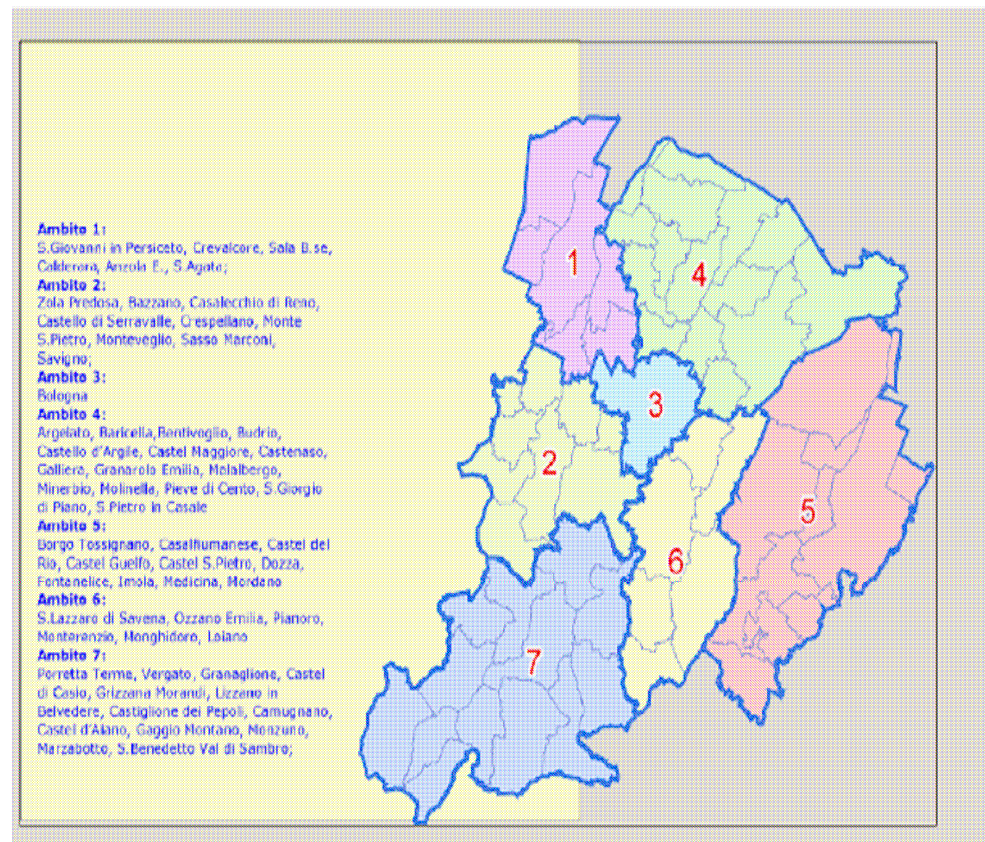 Ambito 1:
S.Giovanni in Persiceto, Crevalcore, Sala B.se,
Calderara, Anzola E., S.Agata;
Ambito 2:
Zola Predosa, Bazzano, Casalecchio di Reno,
Castello di Serravalle, Crespellano, Monte
S.Pietro, Monteveglio, Sasso Marconi,
Savigno;
Ambito 3:
Bologna
Ambito 4:
Argelato, Baricella,Bentivoglio, Budrio,
Castello d'Argile, Castel Maggiore, Castenaso,
Galliera, Granarolo Emilia, Malalbergo,
Minerbio, Molinella, Pieve di Cento, S.Giorgio
di Piano, S.Pietro in Casale
Ambito 5:
Borgo Tossignano, Casalfiumanese, Castel del
Rio, Castel Guelfo, Castel S.Pietro, Dozza,
Fontanelice, Imola, Medicina, Mordano
Ambito 6:
S.Lazzaro di Savena, Ozzano Emilia, Pianoro,
Monterenzio, Monghidoro, Loiano
Ambito 7:
Porretta Terme, Vergato, Granaglione, Castel
di Casio, Grizzana Morandi, Lizzano in
Belvedere, Castiglione dei Pepoli, Camugnano,
Castel d'Aiano, Gaggio Montano, Monzuno,
Marzabotto, S.Benedetto Val di Sambro;
1
4
3
2
5
6
7